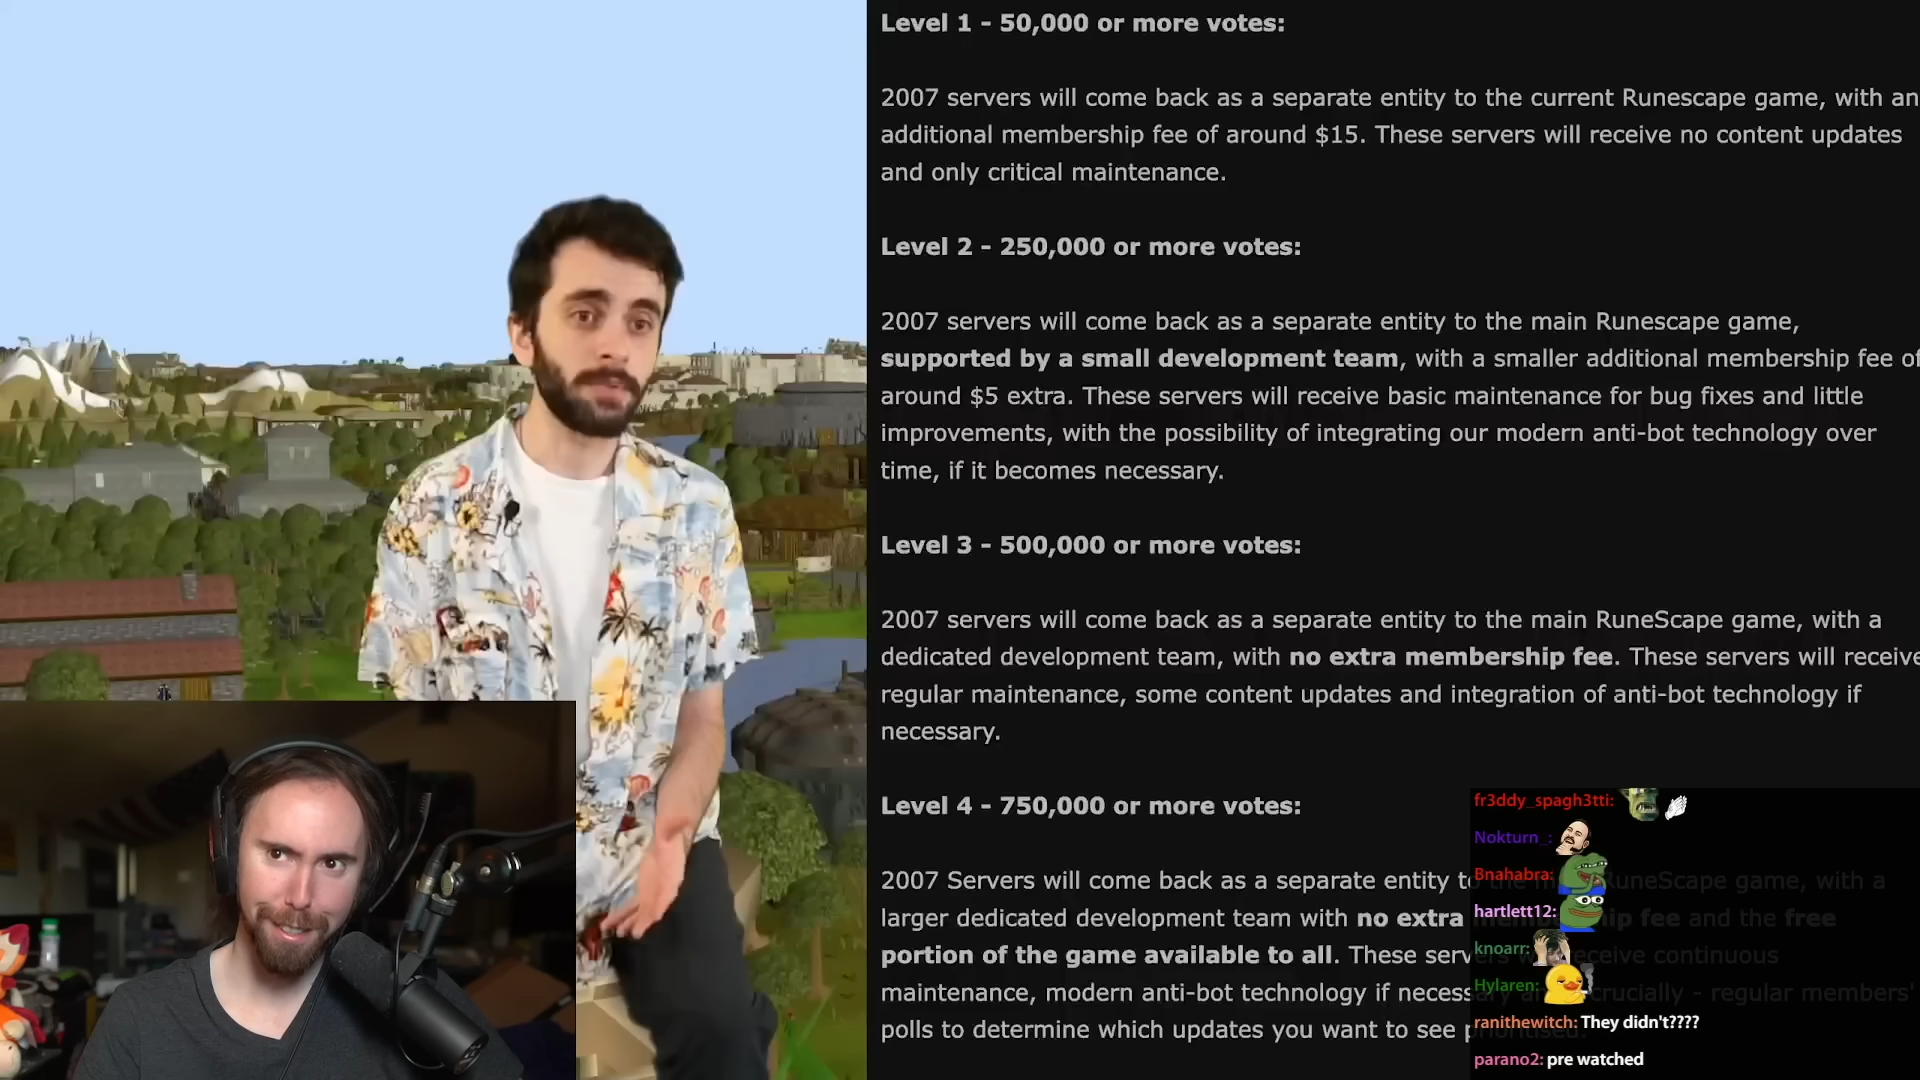 Level 1 - 50,000 or more votes:
2007 servers will come back as a separate entity to the current Runescape game, with an
additional membership fee of around $15. These servers will receive no content updates
and only critical maintenance.
Level 2 - 250,000 or more votes:
2007 servers will come back as a separate entity to the main Runescape game,
supported by a small development team, with a smaller additional membership fee of
around $5 extra. These servers will receive basic maintenance for bug fixes and little
improvements, with the possibility of integrating our modern anti-bot technology over
time, if it becomes necessary.
Level 3 - 500,000 or more votes:
2007 servers will come back as a separate entity to the main RuneScape game, with a
dedicated development team, with no extra membership fee. These servers will receive
regular maintenance, some content updates and integration of anti-bot technology if
necessary.
Level 4 - 750,000 or more votes:
2007 Servers will come back as a separate entity to the main RuneScape game, with a
larger dedicated development team with no extra membership fee and the free
portion of the game available to all. These servers will receive continuous
maintenance, modern anti-bot technology if necessary and - crucially - regular members'
polls to determine which updates you want to see prioritised.
fr3ddy_spagh3tti:
Nokturn_:
Bnahabra:
hartlett12:
knoarr:
Hylaren:
ranithewitch: They didn't????
parano2: pre watched